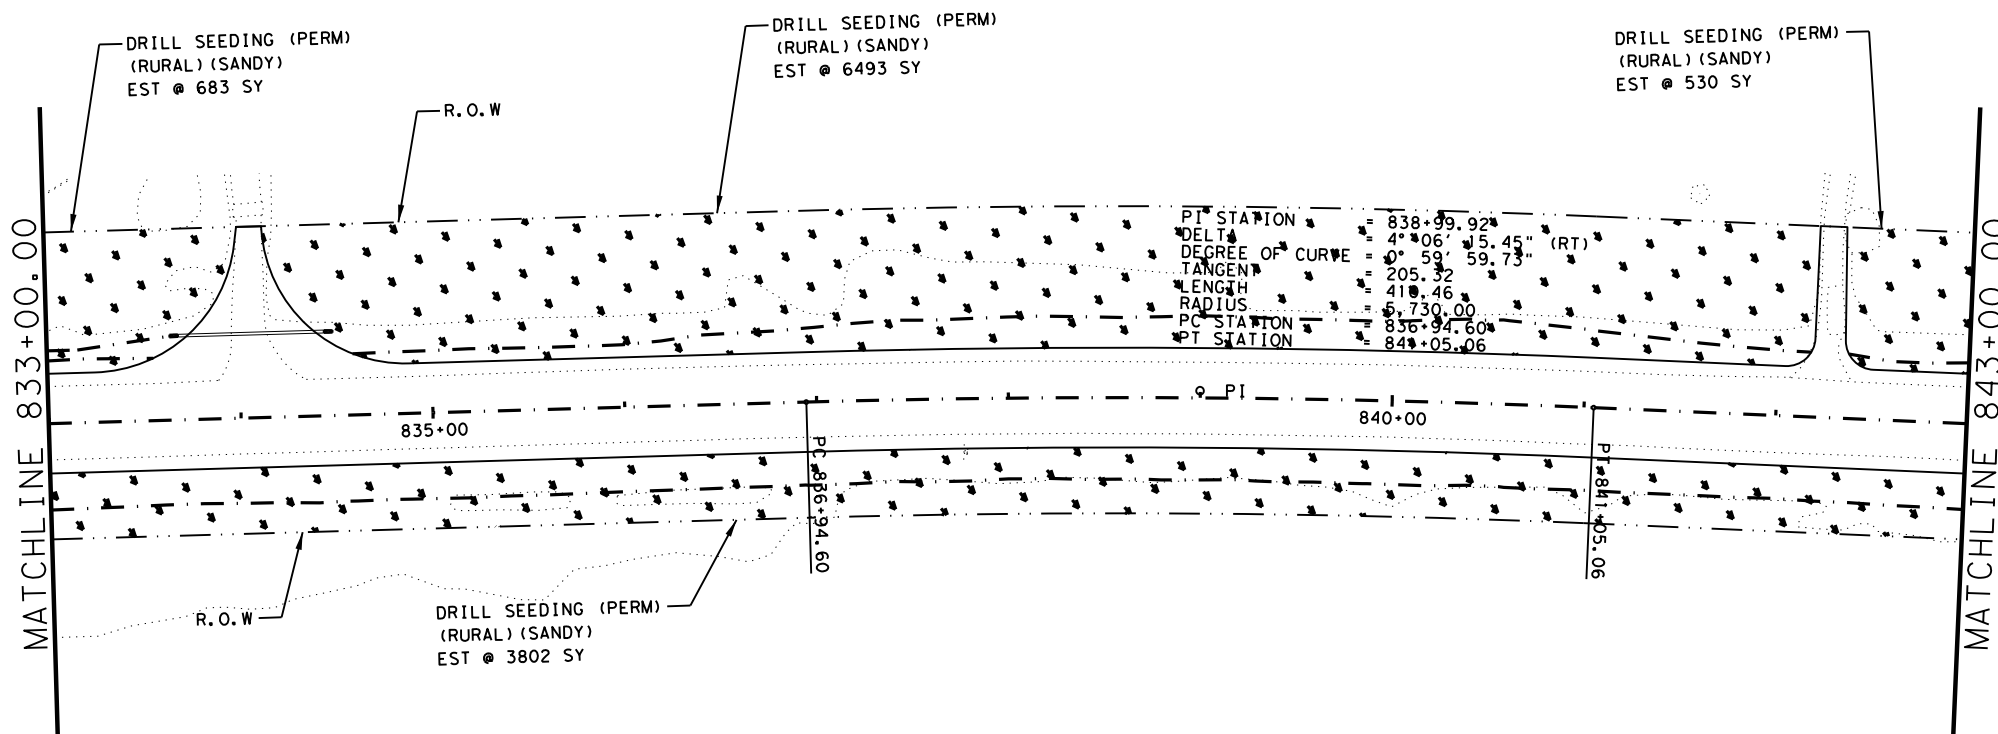 DRILL SEEDING (PERM)
(RURAL)(SANDY)
EST @ 683 SY
R.O.W
DRILL SEEDING (PERM)
(RURAL)(SANDY)
EST @ 6493 SY
DRILL SEEDING (PERM)
(RURAL)(SANDY)
EST @ 530 SY
MATCHLINE 833+00.00
PI STATION = 838+99.92
DELTA = 4° 06' 15.45" (RT)
DEGREE OF CURVE = 0° 59' 59.73"
TANGENT = 205.32
LENGTH = 410.46
RADIUS = 5,730.00
PC STATION = 836+94.60
PT STATION = 841+05.06
PI
835+00
840+00
PC 836+94.60
PT 841+05.06
R.O.W
DRILL SEEDING (PERM)
(RURAL)(SANDY)
EST @ 3802 SY
MATCHLINE 843+00.00